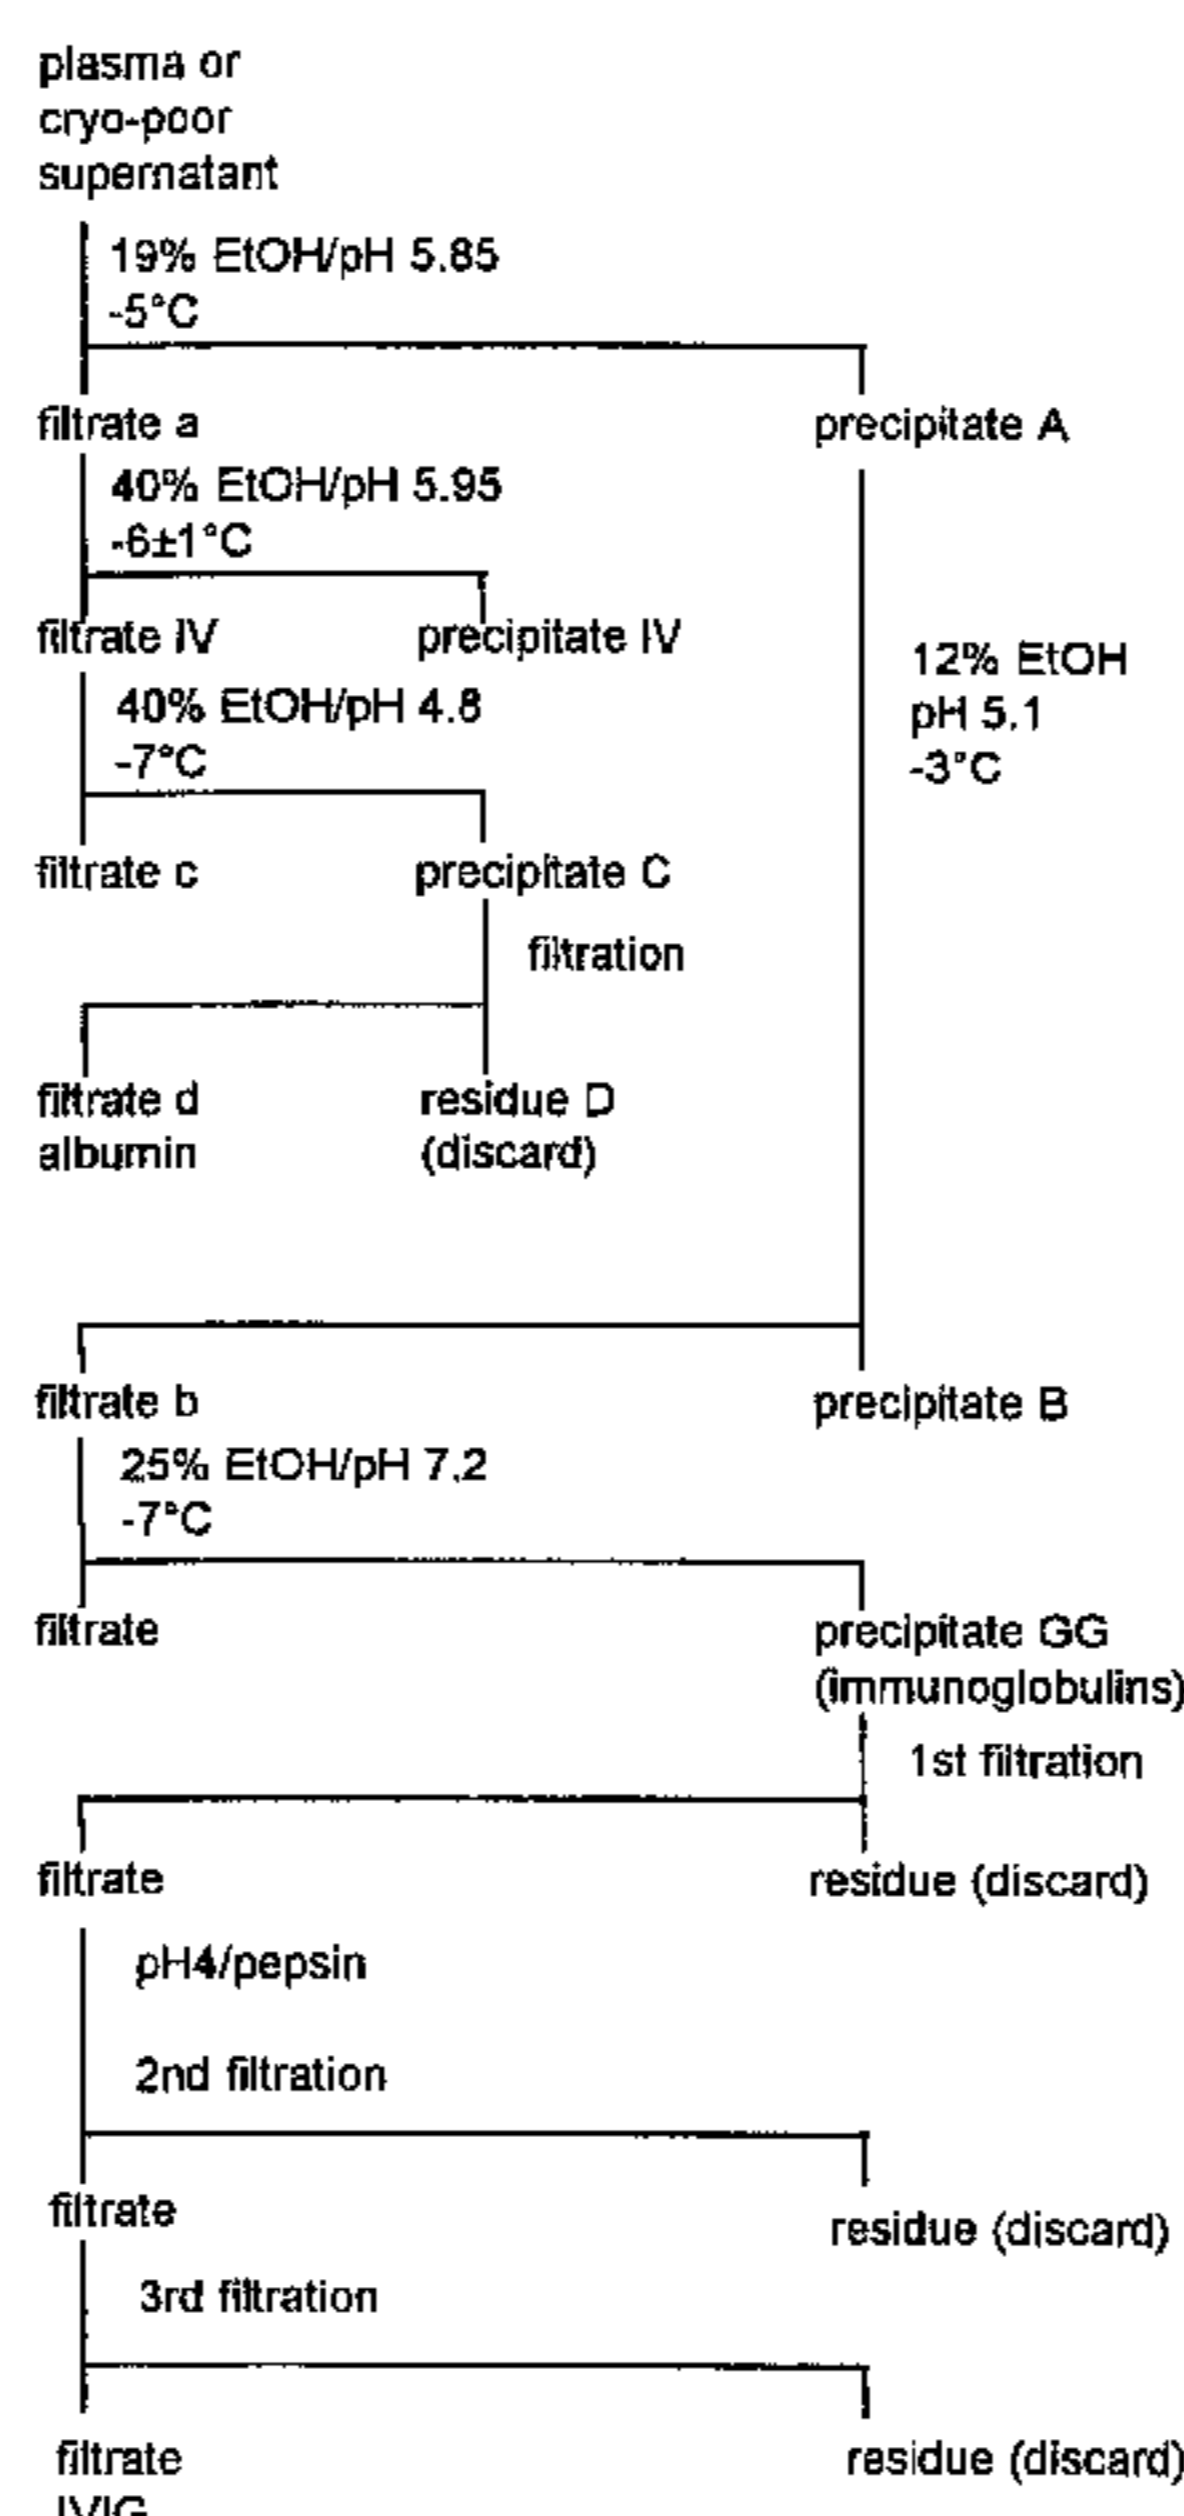 plasma or
cryo-poor
supernatant
19% EtOH/pH 5.85
-5°C
filtrate a
precipitate A
40% EtOH/pH 5.95
-6±1°C
filtrate IV
precipitate IV
12% EtOH
pH 5.1
-3°C
40% EtOH/pH 4.8
-7°C
filtrate c
precipitate C
filtration
filtrate d
albumin
residue D
(discard)
filtrate b
precipitate B
25% EtOH/pH 7.2
-7°C
filtrate
precipitate GG
(immunoglobulins)
1st filtration
filtrate
residue (discard)
pH4/pepsin
2nd filtration
filtrate
residue (discard)
3rd filtration
filtrate
IVIG
residue (discard)